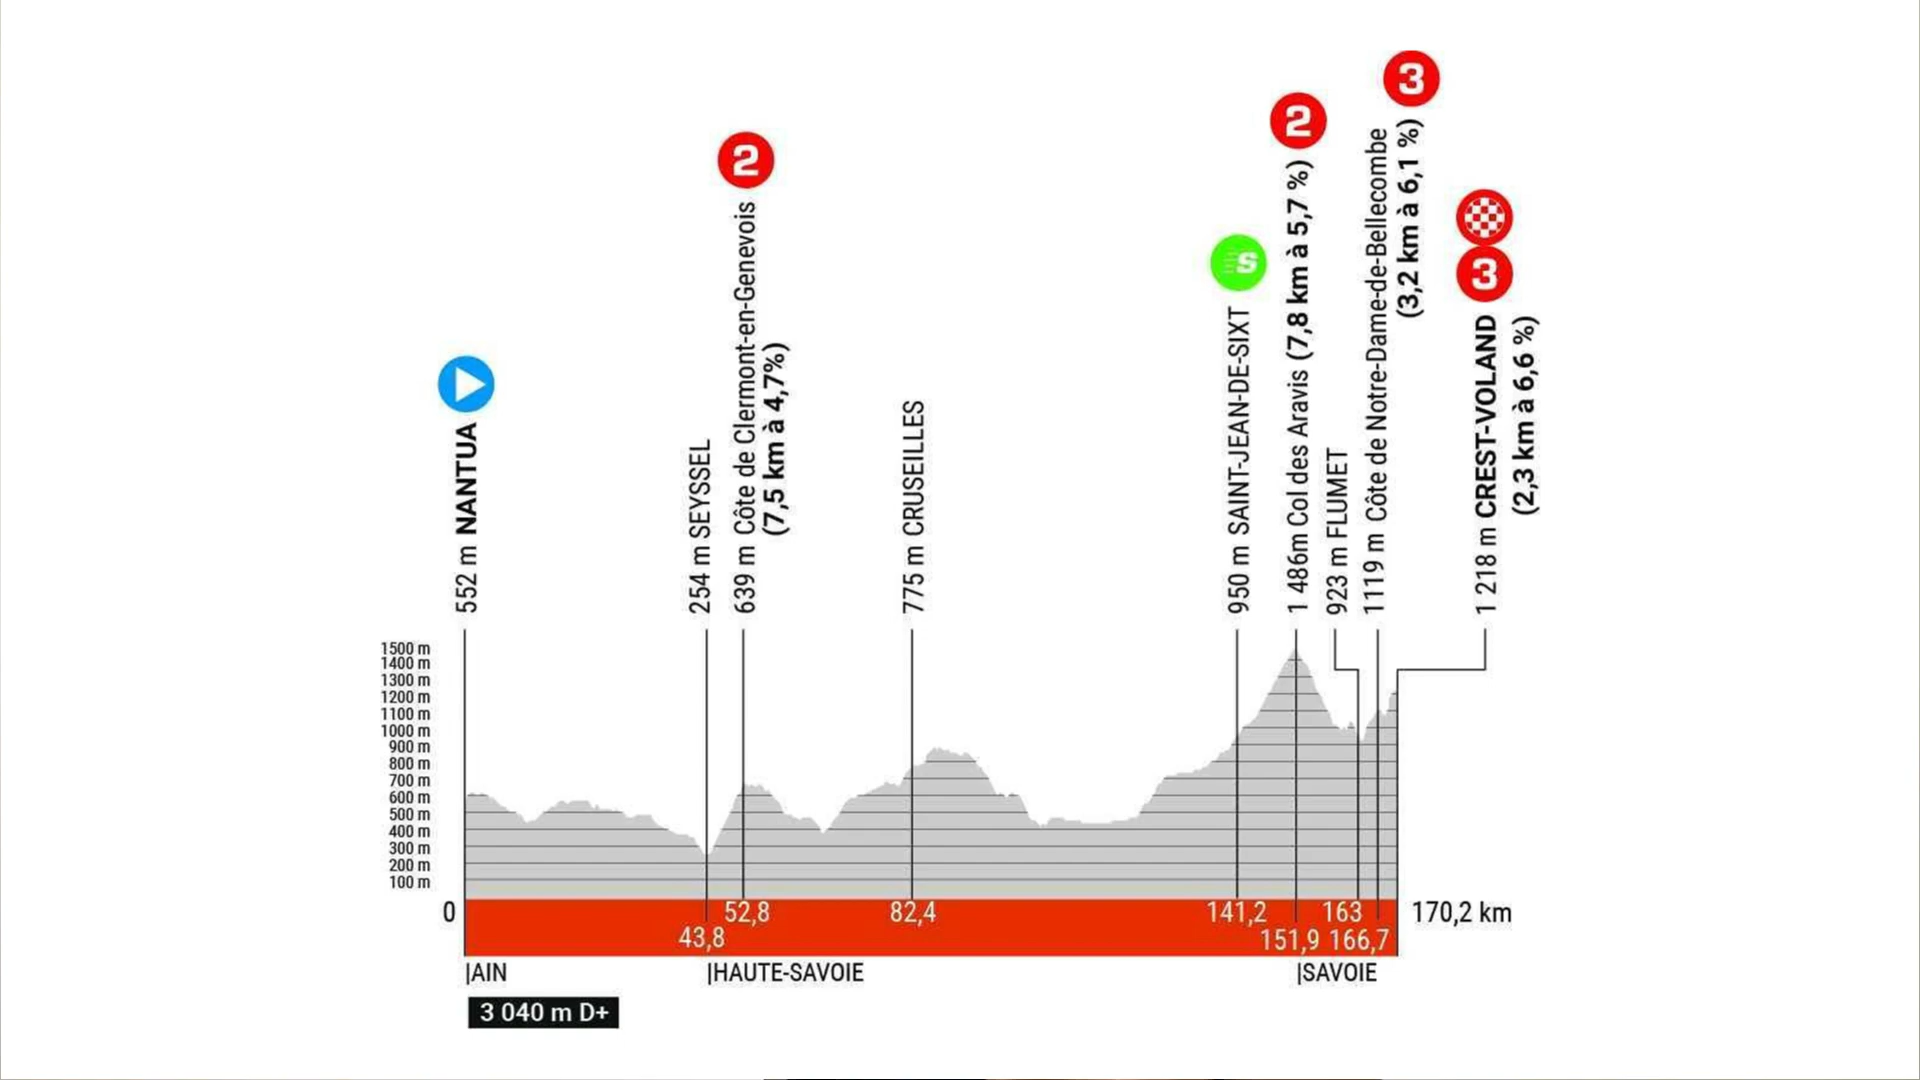 3
2
2
3
S
552 m NANTUA
254 m SEYSSEL
639 m Côte de Clermont-en-Genevois
(7,5 km à 4,7%)
775 m CRUSEILLES
950 m SAINT-JEAN-DE-SIXT
1 486m Col des Aravis (7,8 km à 5,7 %)
923 m FLUMET
1119 m Côte de Notre-Dame-de-Bellecombe
(3,2 km à 6,1 %)
1 218 m CREST-VOLAND
(2,3 km à 6,6 %)
1500 m
1400 m
1300 m
1200 m
1100 m
1000 m
900 m
800 m
700 m
600 m
500 m
400 m
300 m
200 m
100 m
0 52,8 82,4 141,2 163 170,2 km
43,8 151,9 166,7
|AIN |HAUTE-SAVOIE |SAVOIE
3 040 m D+